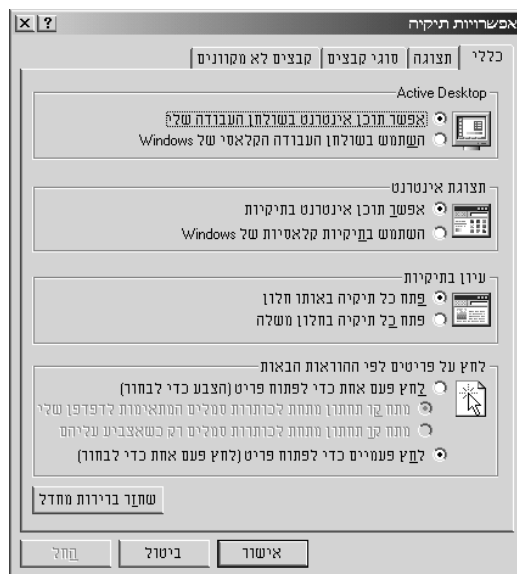 אפשרויות תיקיה
כללי תצוגה סוגי קבצים קבצים לא מקוונים
Active Desktop
אפשר תוכן אינטרנט בשולחן העבודה שלי
השתמש בשולחן העבודה הקלאסי של Windows
תצוגת אינטרנט
אפשר תוכן אינטרנט בתיקיות
השתמש בתיקיות קלאסיות של Windows
עיון בתיקיות
פתח כל תיקיה באותו חלון
פתח כל תיקיה בחלון משלה
לחץ על פריטים לפי ההוראות הבאות
לחץ פעם אחת כדי לפתוח פריט (הצבע כדי לבחור)
מתח קו תחתון מתחת לכותרות סמלים המתאימות לדפדפן שלי
מתח קו תחתון מתחת לכותרות סמלים רק כשאצביע עליהם
לחץ פעמיים כדי לפתוח פריט (לחץ פעם אחת כדי לבחור)
שחזר ברירות מחדל
אישור ביטול החל